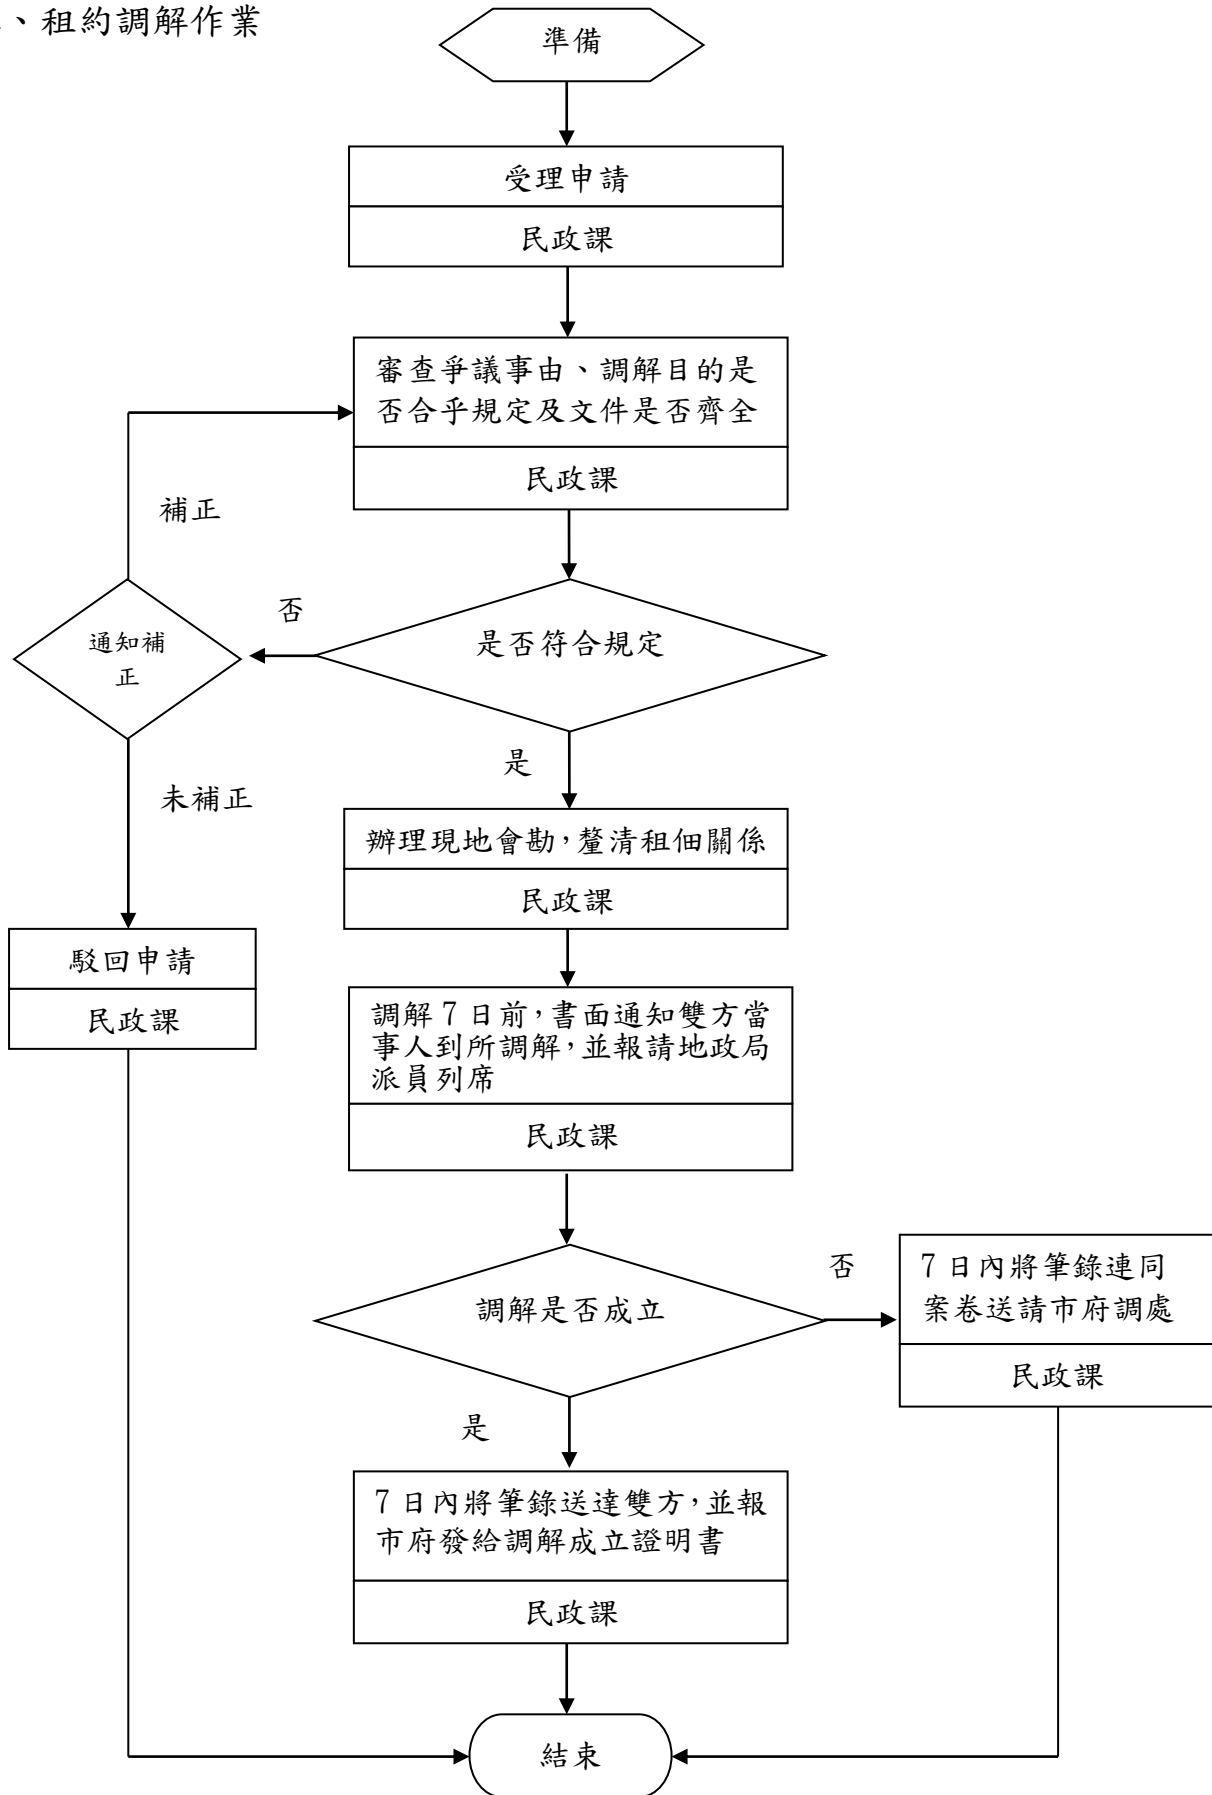 、租約調解作業
準備
受理申請
民政課
審查爭議事由、調解目的是
否合乎規定及文件是否齊全
民政課
補正
否
是否符合規定
通知補
正
是
未補正
辦理現地會勘，釐清租佃關係
民政課
駁回申請
民政課
調解 7 日前，書面通知雙方當
事人到所調解，並報請地政局
派員列席
民政課
調解是否成立
否
7 日內將筆錄連同
案卷送請市府調處
民政課
是
7 日內將筆錄送達雙方，並報
市府發給調解成立證明書
民政課
結束